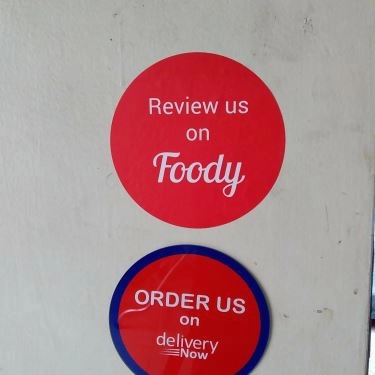 Review us
on
Foody
ORDER US
on
delivery
Now